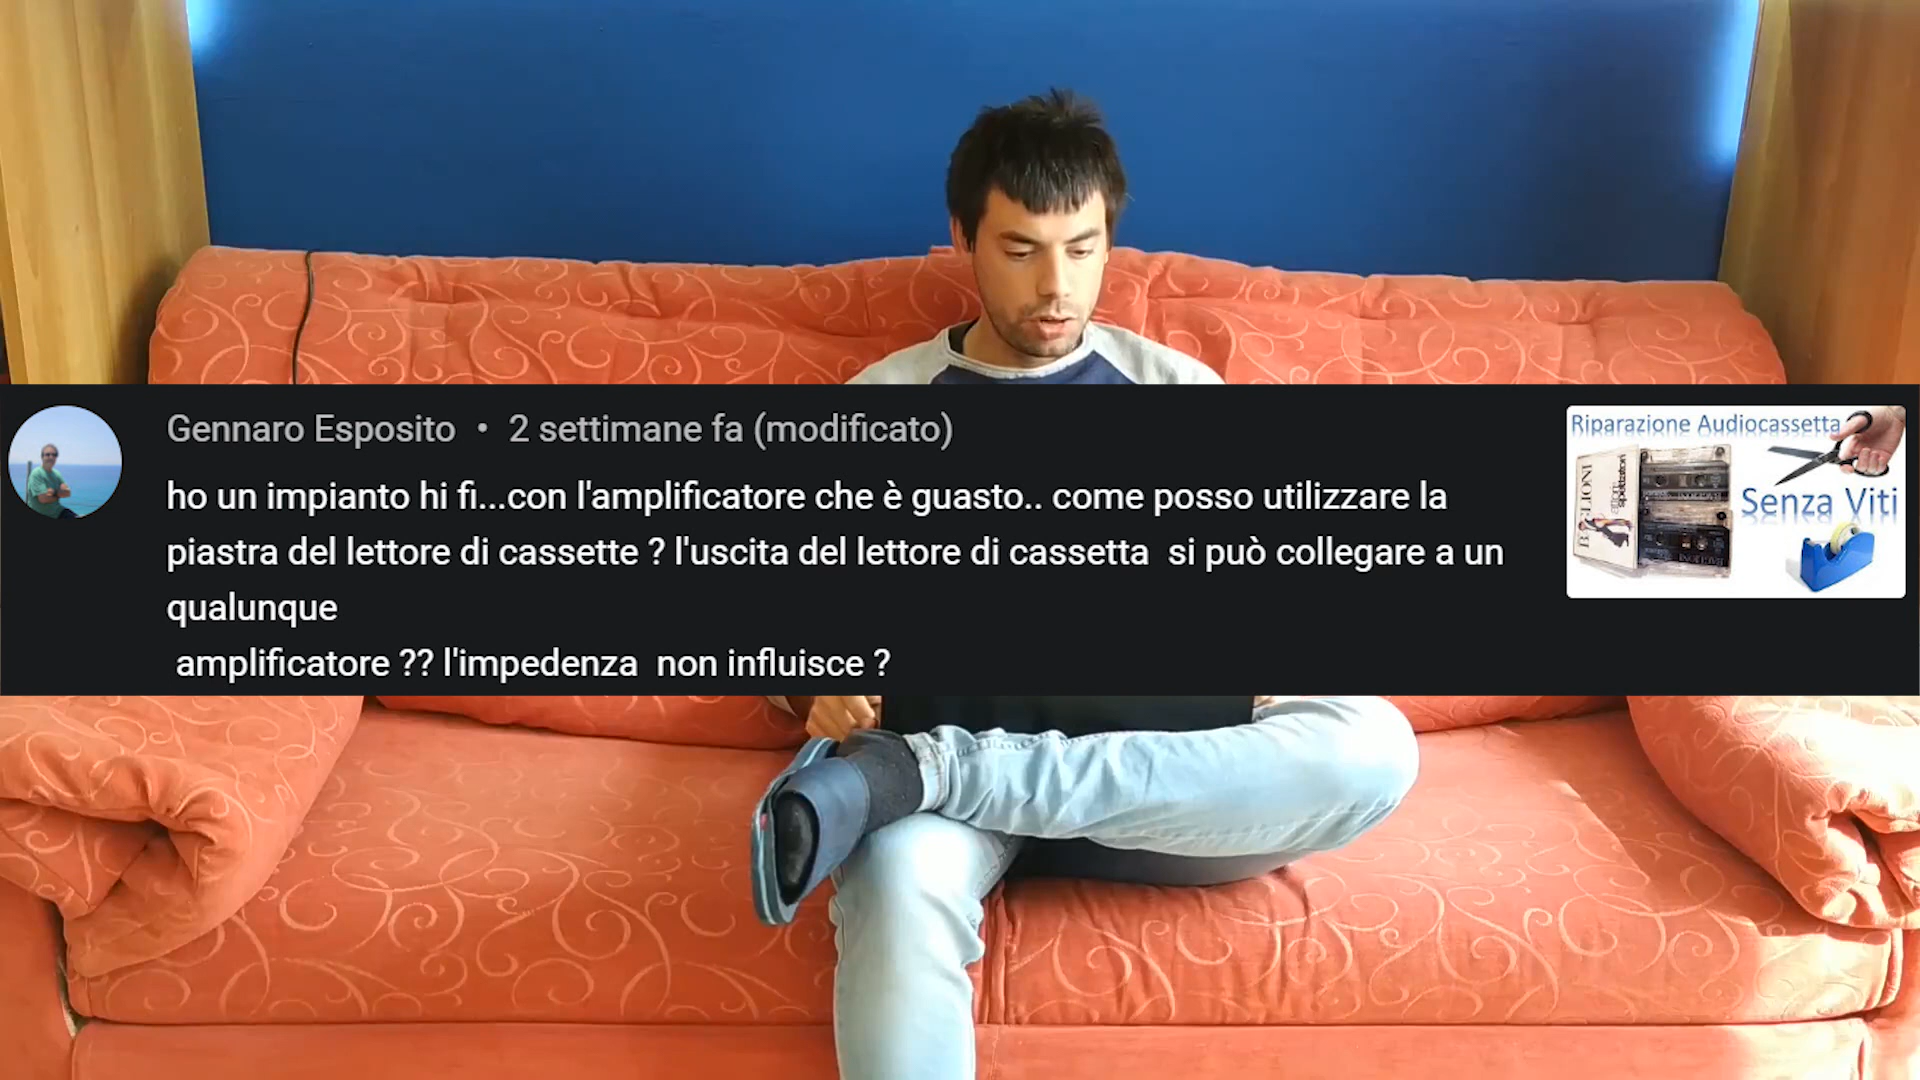 Gennaro Esposito • 2 settimane fa (modificato)
ho un impianto hi fi...con l'amplificatore che è guasto.. come posso utilizzare la
piastra del lettore di cassette ? l'uscita del lettore di cassetta si può collegare a un
qualunque
amplificatore ?? l'impedenza non influisce ?
Riparazione Audiocassetta
Senza Viti